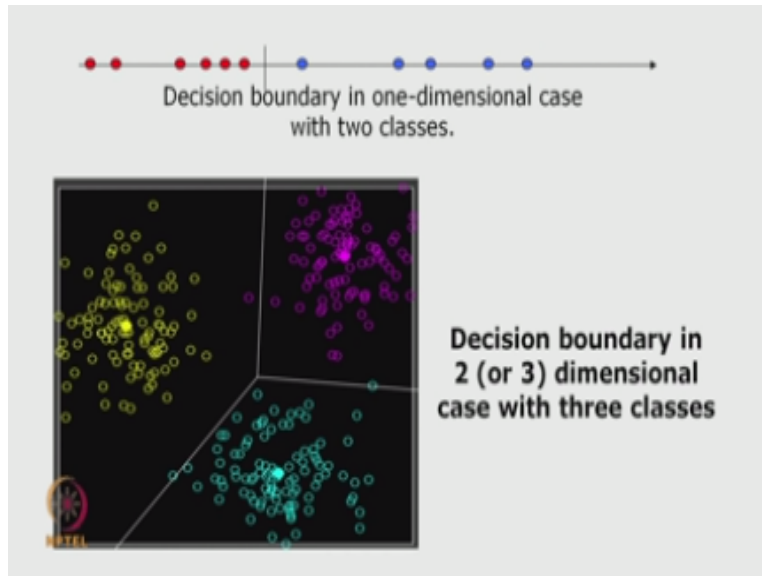 Decision boundary in one-dimensional case
with two classes.
Decision boundary in
2 (or 3) dimensional
case with three classes
NPTEL